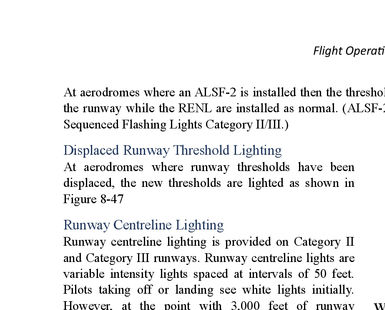 Flight Operati
At aerodromes where an ALSF-2 is installed then the threshol
the runway while the RENL are installed as normal. (ALSF-2
Sequenced Flashing Lights Category II/III.)
Displaced Runway Threshold Lighting
At aerodromes where runway thresholds have been
displaced, the new thresholds are lighted as shown in
Figure 8-47
Runway Centreline Lighting
Runway centreline lighting is provided on Category II
and Category III runways. Runway centreline lights are
variable intensity lights spaced at intervals of 50 feet.
Pilots taking off or landing see white lights initially.
However, at the point with 3,000 feet of runway